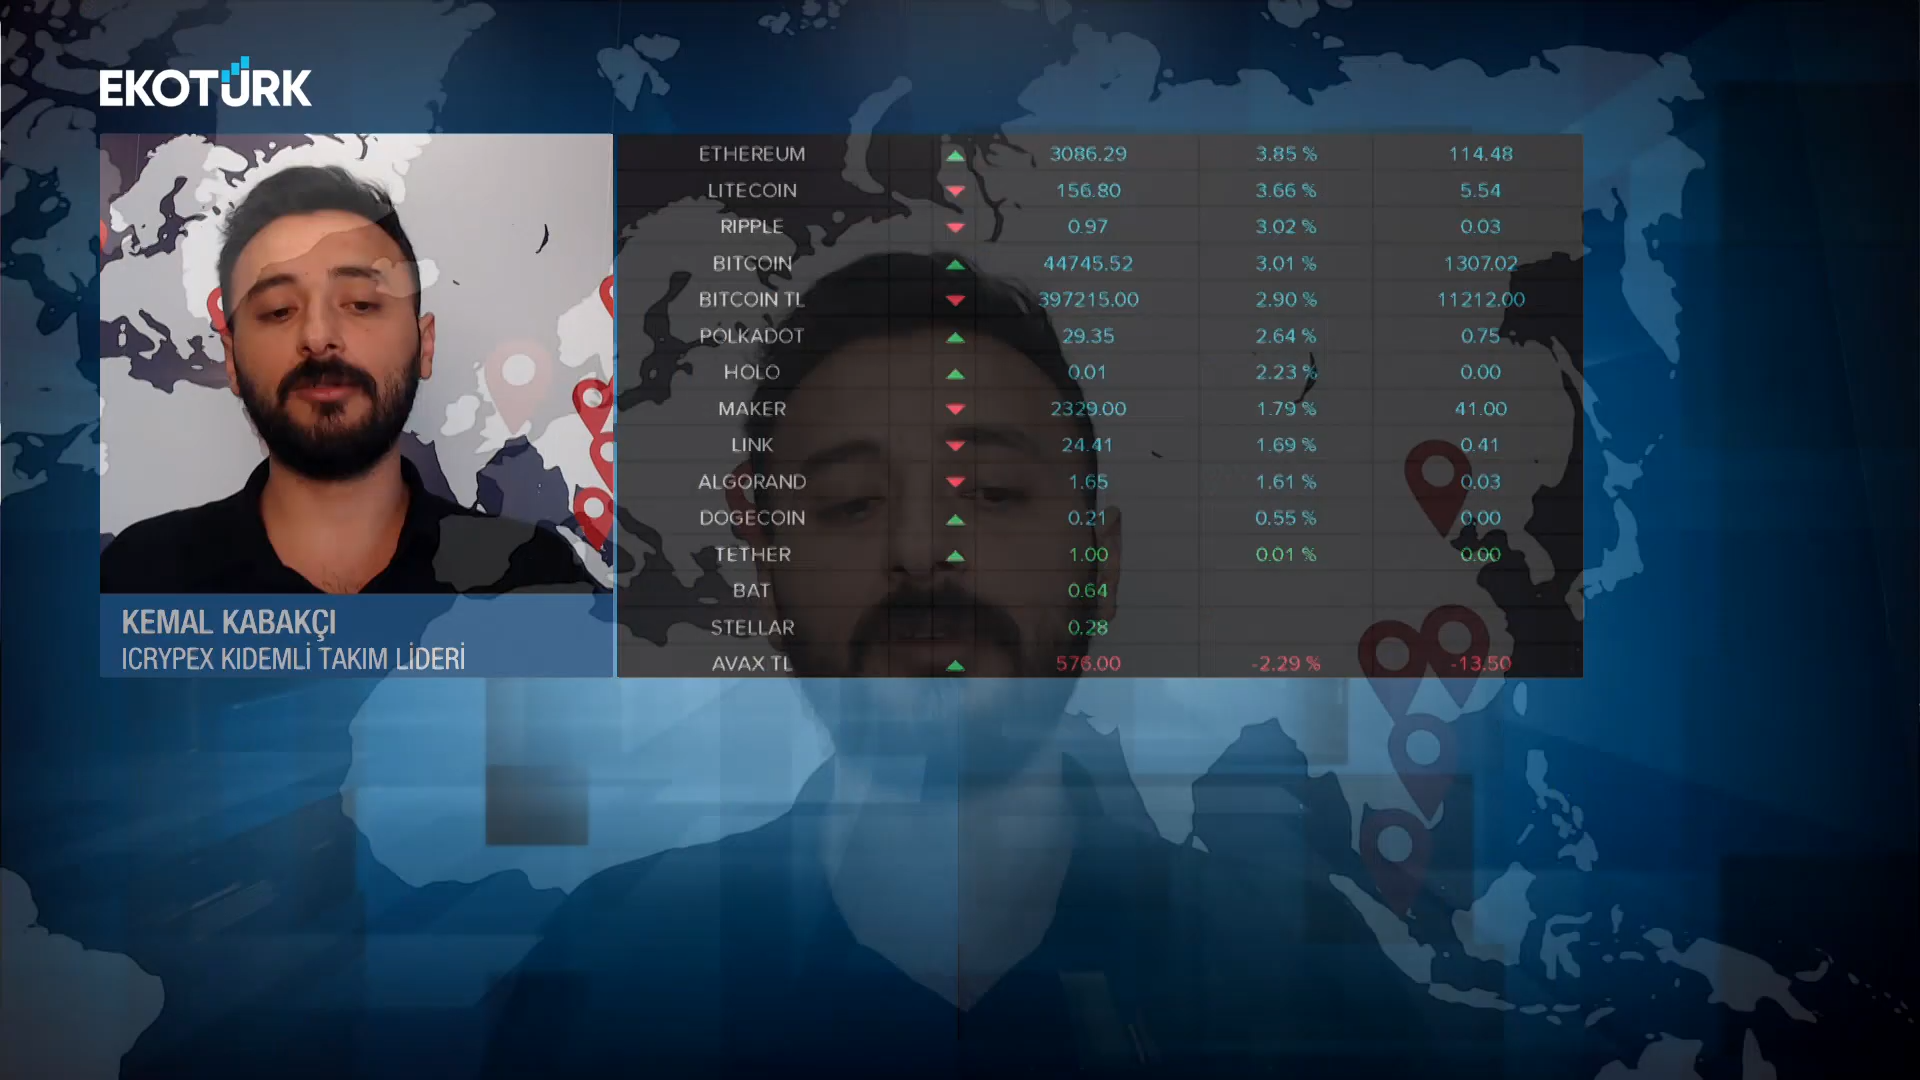 EKOTÜRK
ETHEREUM 3086.29 3.85 % 114.48
LITECOIN 156.80 3.66 % 5.54
RIPPLE 0.97 3.02 % 0.03
BITCOIN 44745.52 3.01 % 1307.02
BITCOIN TL 397215.00 2.90 % 11212.00
POLKADOT 29.35 2.64 % 0.75
HOLO 0.01 2.23 % 0.00
MAKER 2329.00 1.79 % 41.00
LINK 24.41 1.69 % 0.41
ALGORAND 1.65 1.61 % 0.03
DOGECOIN 0.21 0.55 % 0.00
TETHER 1.00 0.01 % 0.00
BAT 0.64
STELLAR 0.28
AVAX TL 576.00 -2.29 % -13.50
KEMAL KABAKÇI
ICRYPEX KIDEMLİ TAKIM LİDERİ